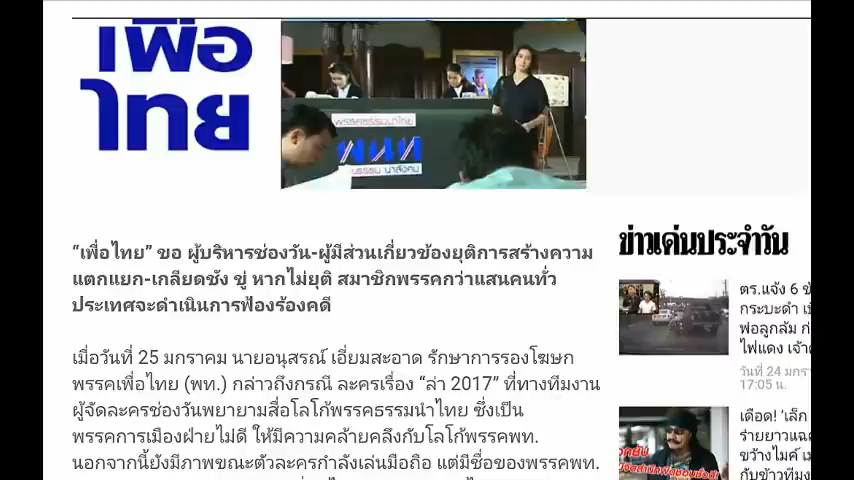 เพื่อ
ไทย
พรรคธรรมนำไทย
พนท
ธรรม นำสังคม
“เพื่อไทย” ขอ ผู้บริหารช่องวัน-ผู้มีส่วนเกี่ยวข้องยุติการสร้างความ
แตกแยก-เกลียดชัง ขู่ หากไม่ยุติ สมาชิกพรรคกว่าแสนคนทั่ว
ประเทศจะดำเนินการฟ้องร้องคดี
เมื่อวันที่ 25 มกราคม นายอนุสรณ์ เอี่ยมสะอาด รักษาการรองโฆษก
พรรคเพื่อไทย (พท.) กล่าวถึงกรณี ละครเรื่อง “ล่า 2017” ที่ทางทีมงาน
ผู้จัดละครช่องวันพยายามสื่อโลโก้พรรคธรรมนำไทย ซึ่งเป็น
พรรคการเมืองฝ่ายไม่ดี ให้มีความคล้ายคลึงกับโลโก้พรรคพท.
นอกจากนี้ยังมีภาพขณะตัวละครกำลังเล่นมือถือ แต่มีชื่อของพรรคพท.
ข่าวเด่นประจำวัน
ตร.แจ้ง 6 ข้
กระบะดำ เ
พ่อลูกล้ม ก่
ไฟแดง เจ้า
วันที่ 24 มกร
17:05 น.
เดือด! ‘เล็ก
ร่ายยาวแฉ
ขว้างไมค์ เ
กับข่าวทีมง